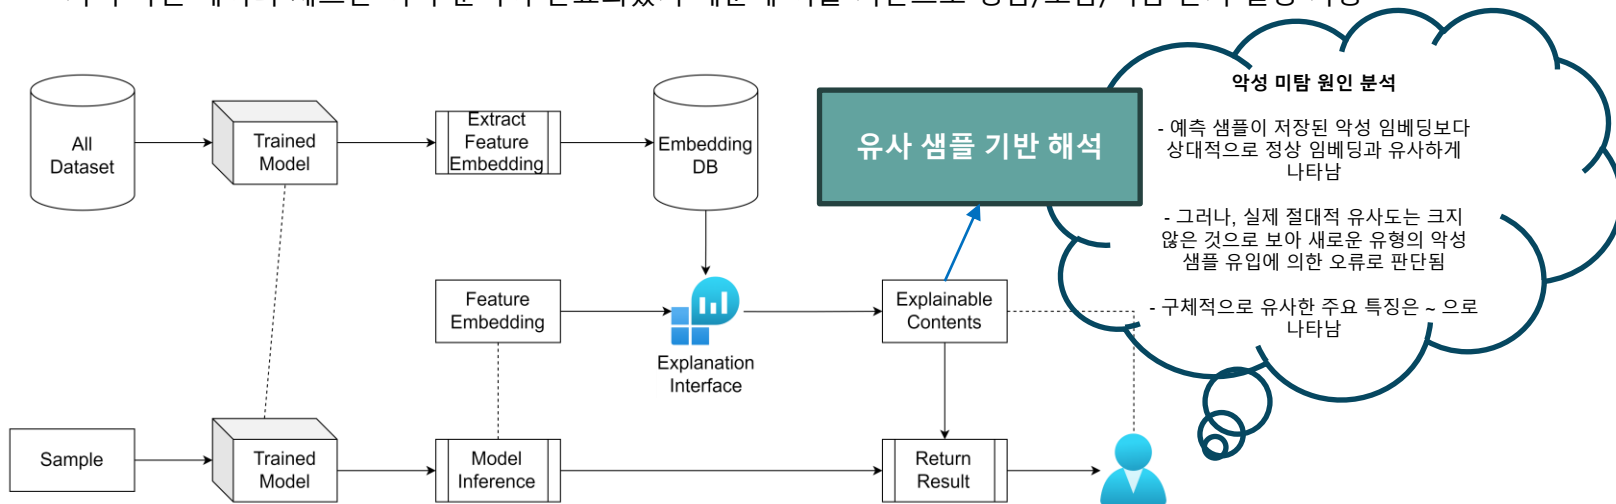 All
Dataset
Trained
Model
Extract
Feature
Embedding
Embedding
DB
유사 샘플 기반 해석
악성 미탐 원인 분석
- 예측 샘플이 저장된 악성 임베딩보다
상대적으로 정상 임베딩과 유사하게
나타남
- 그러나, 실제 절대적 유사도는 크지
않은 것으로 보아 새로운 유형의 악성
샘플 유입에 의한 오류로 판단됨
- 구체적으로 유사한 주요 특징은 ~ 으로
나타남
Feature
Embedding
Explanation
Interface
Explainable
Contents
Sample
Trained
Model
Model
Inference
Return
Result